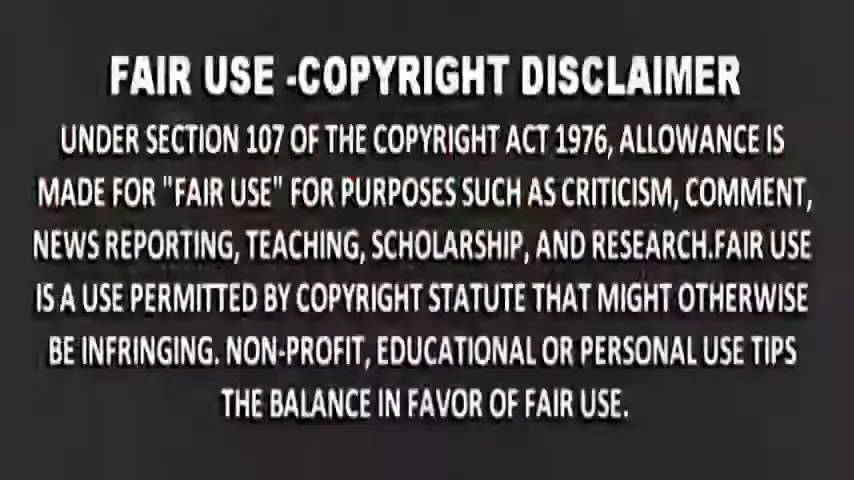 FAIR USE -COPYRIGHT DISCLAIMER
UNDER SECTION 107 OF THE COPYRIGHT ACT 1976, ALLOWANCE IS
MADE FOR "FAIR USE" FOR PURPOSES SUCH AS CRITICISM, COMMENT,
NEWS REPORTING, TEACHING, SCHOLARSHIP, AND RESEARCH.FAIR USE
IS A USE PERMITTED BY COPYRIGHT STATUTE THAT MIGHT OTHERWISE
BE INFRINGING. NON-PROFIT, EDUCATIONAL OR PERSONAL USE TIPS
THE BALANCE IN FAVOR OF FAIR USE.